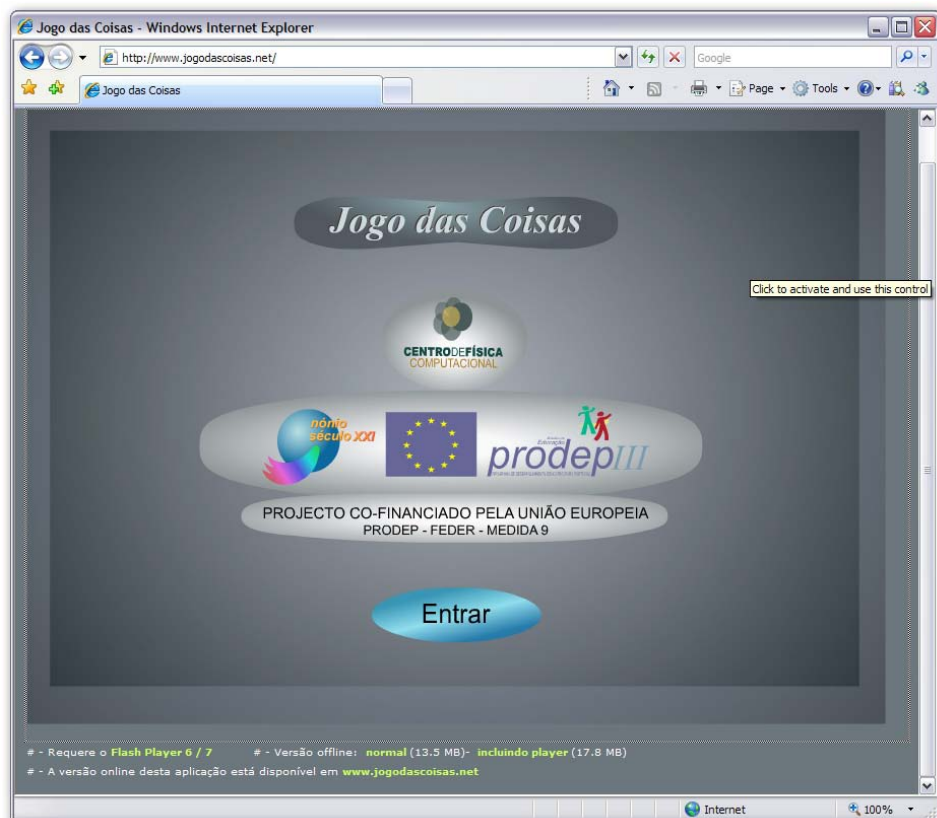 Jogo das Coisas - Windows Internet Explorer
http://www.jogodascoisas.net/
Google
Jogo das Coisas
Page
Tools
Jogo das Coisas
Click to activate and use this control
CENTRODEFÍSICA
COMPUTACIONAL
nónio
século XXI
prodepIII
PROJECTO CO-FINANCIADO PELA UNIÃO EUROPEIA
PRODEP - FEDER - MEDIDA 9
Entrar
# - Requere o Flash Player 6 / 7 # - Versão offline: normal (13.5 MB)- incluindo player (17.8 MB)
# - A versão online desta aplicação está disponível em www.jogodascoisas.net
Internet
100%